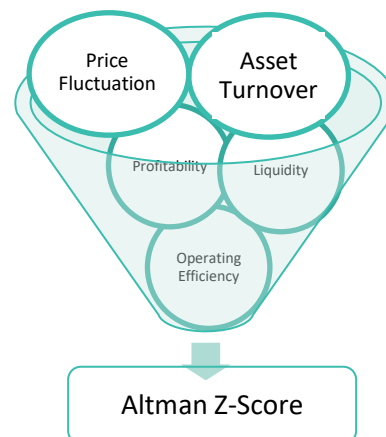 Price
Fluctuation
Asset
Turnover
Profitability
Liquidity
Operating
Efficiency
Altman Z-Score